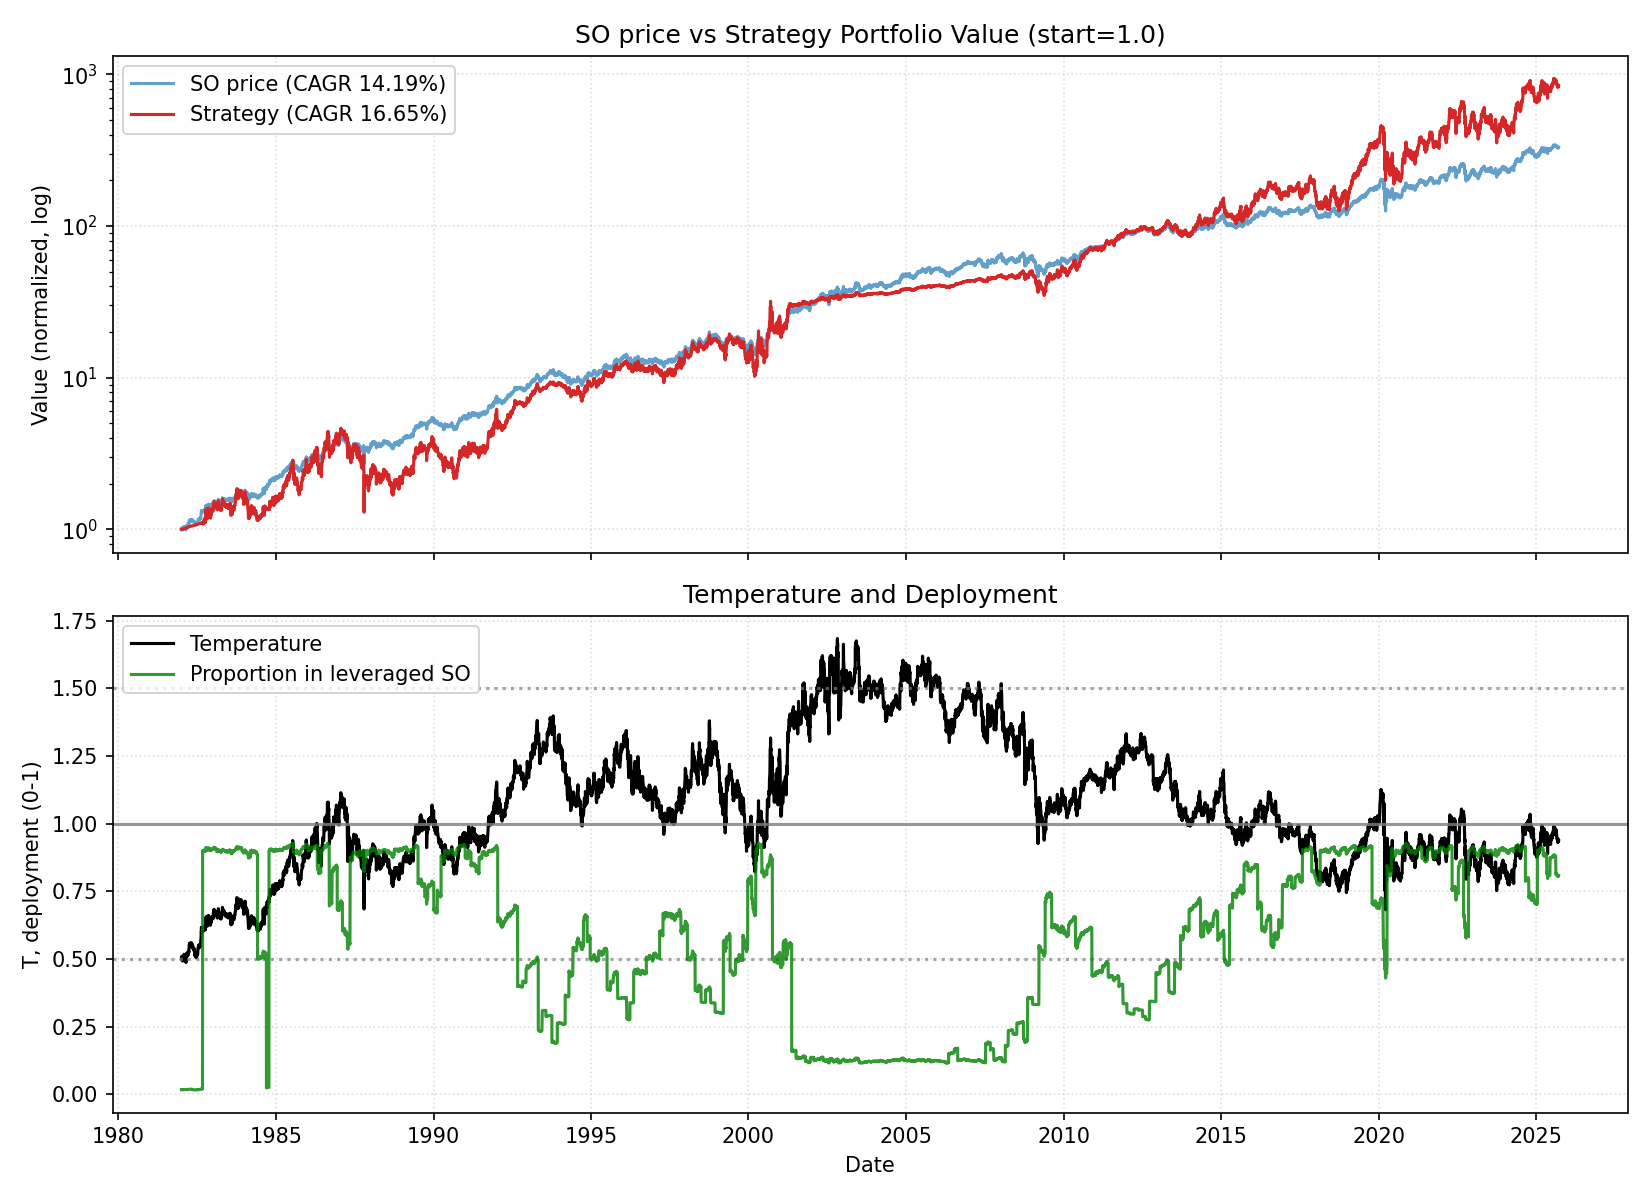 SO price vs Strategy Portfolio Value (start=1.0)
SO price (CAGR 14.19%)
Strategy (CAGR 16.65%)
Value (normalized, log)
10³
10²
10¹
10⁰
Temperature and Deployment
Temperature
Proportion in leveraged SO
T, deployment (0-1)
1.75
1.50
1.25
1.00
0.75
0.50
0.25
0.00
1980 1985 1990 1995 2000 2005 2010 2015 2020 2025
Date